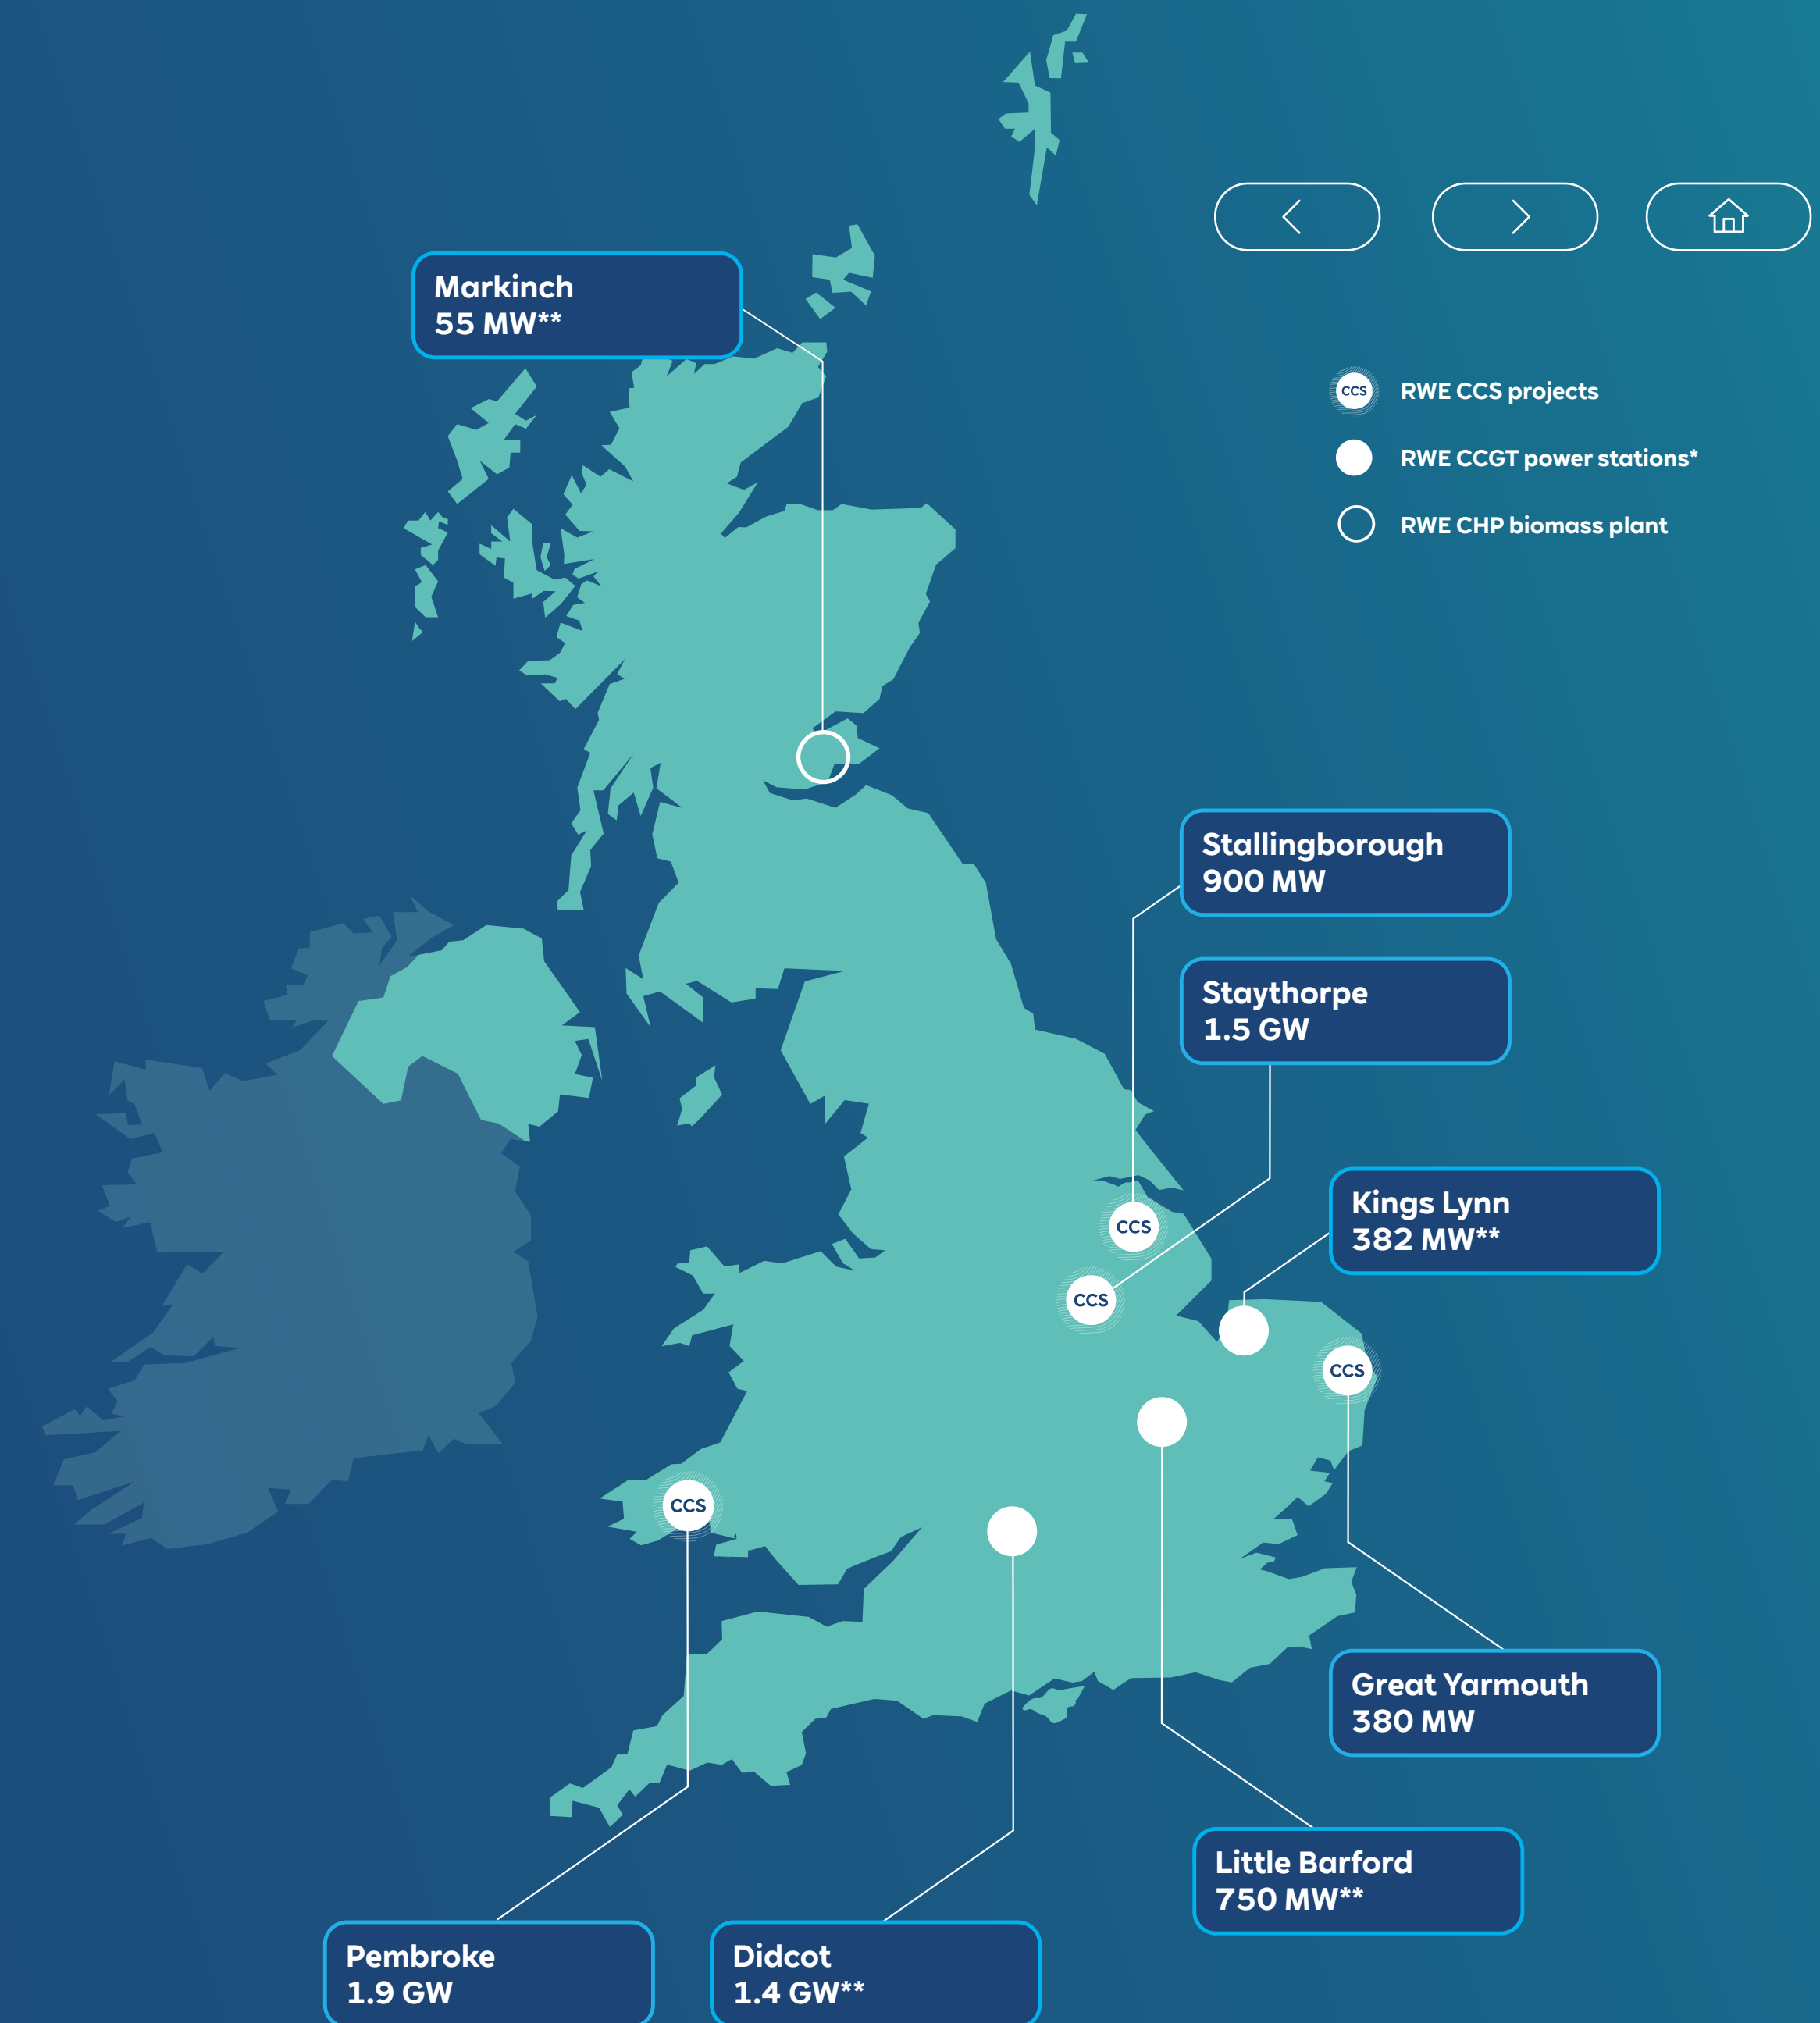 Markinch
55 MW**
CCS
RWE CCS projects
RWE CCGT power stations*
RWE CHP biomass plant
Stallingborough
900 MW
Staythorpe
1.5 GW
Kings Lynn
382 MW**
CCS
CCS
CCS
CCS
Great Yarmouth
380 MW
Little Barford
750 MW**
Pembroke
1.9 GW
Didcot
1.4 GW**